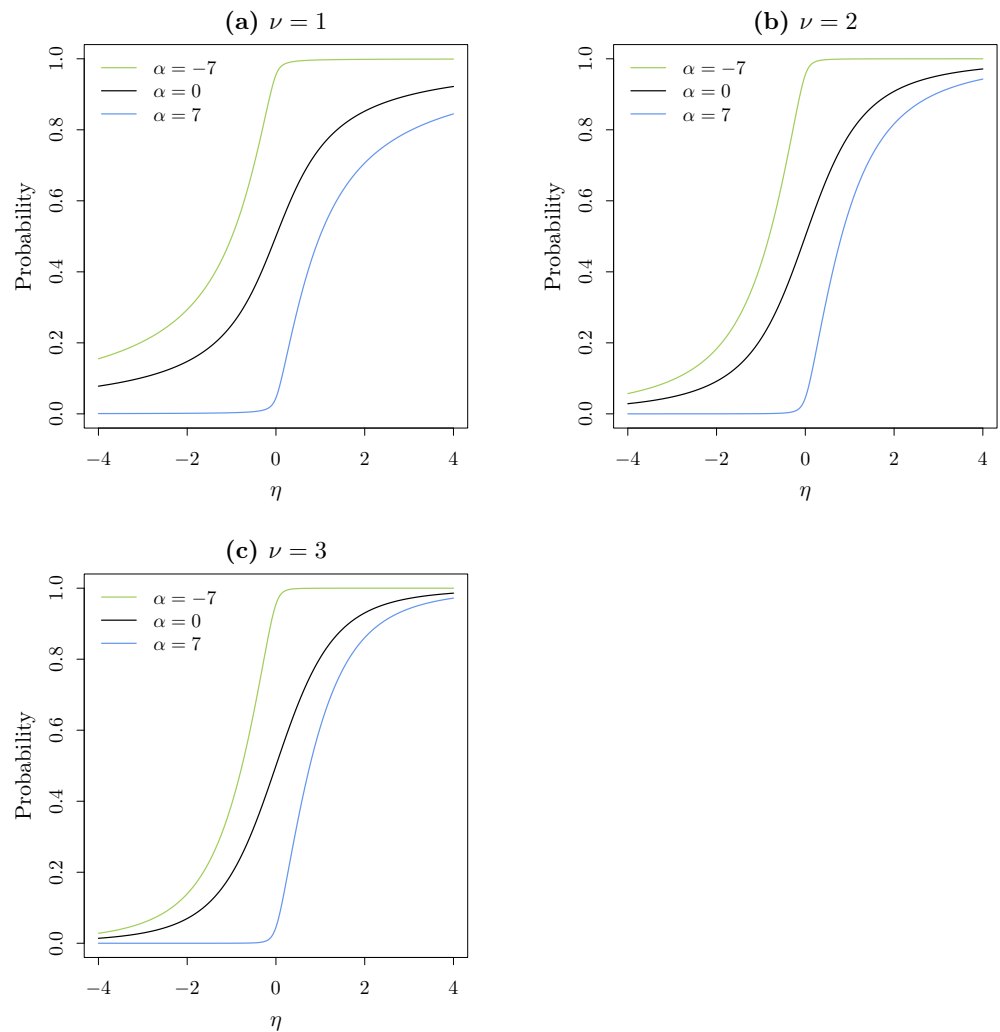 (a) ν = 1
α = −7
α = 0
α = 7
Probability
0.0 0.2 0.4 0.6 0.8 1.0
−4 −2 0 2 4
η
(b) ν = 2
α = −7
α = 0
α = 7
Probability
0.0 0.2 0.4 0.6 0.8 1.0
−4 −2 0 2 4
η
(c) ν = 3
α = −7
α = 0
α = 7
Probability
0.0 0.2 0.4 0.6 0.8 1.0
−4 −2 0 2 4
η